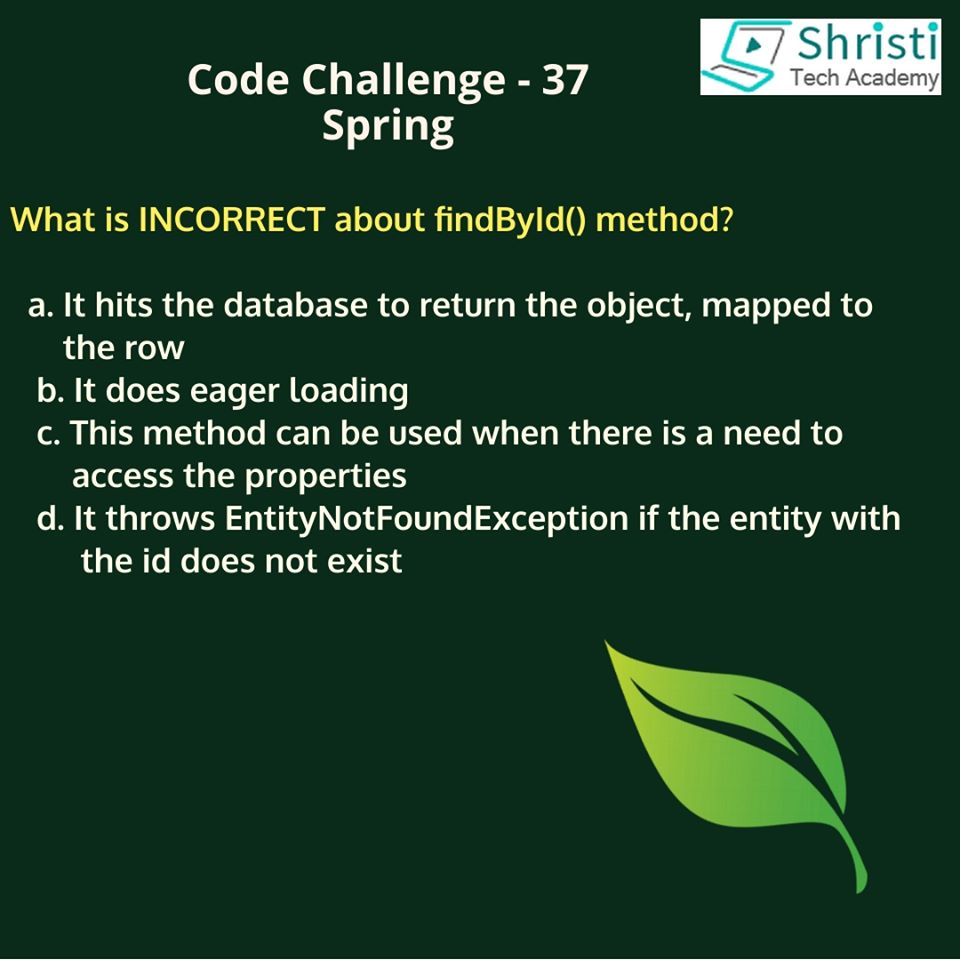 Shristi
Tech Academy
Code Challenge - 37
Spring
What is INCORRECT about findById() method?
a. It hits the database to return the object, mapped to
the row
b. It does eager loading
c. This method can be used when there is a need to
access the properties
d. It throws EntityNotFoundException if the entity with
the id does not exist